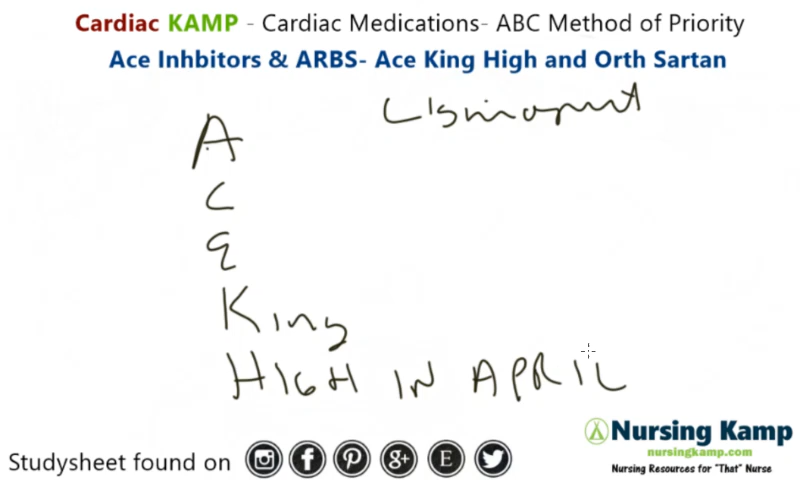 Cardiac KAMP - Cardiac Medications- ABC Method of Priority
Ace Inhbitors & ARBS- Ace King High and Orth Sartan
A
C
E
King
HIGH IN APRIL
Nursing Kamp
nursingkamp.com
Nursing Resources for "That" Nurse
Studysheet found on